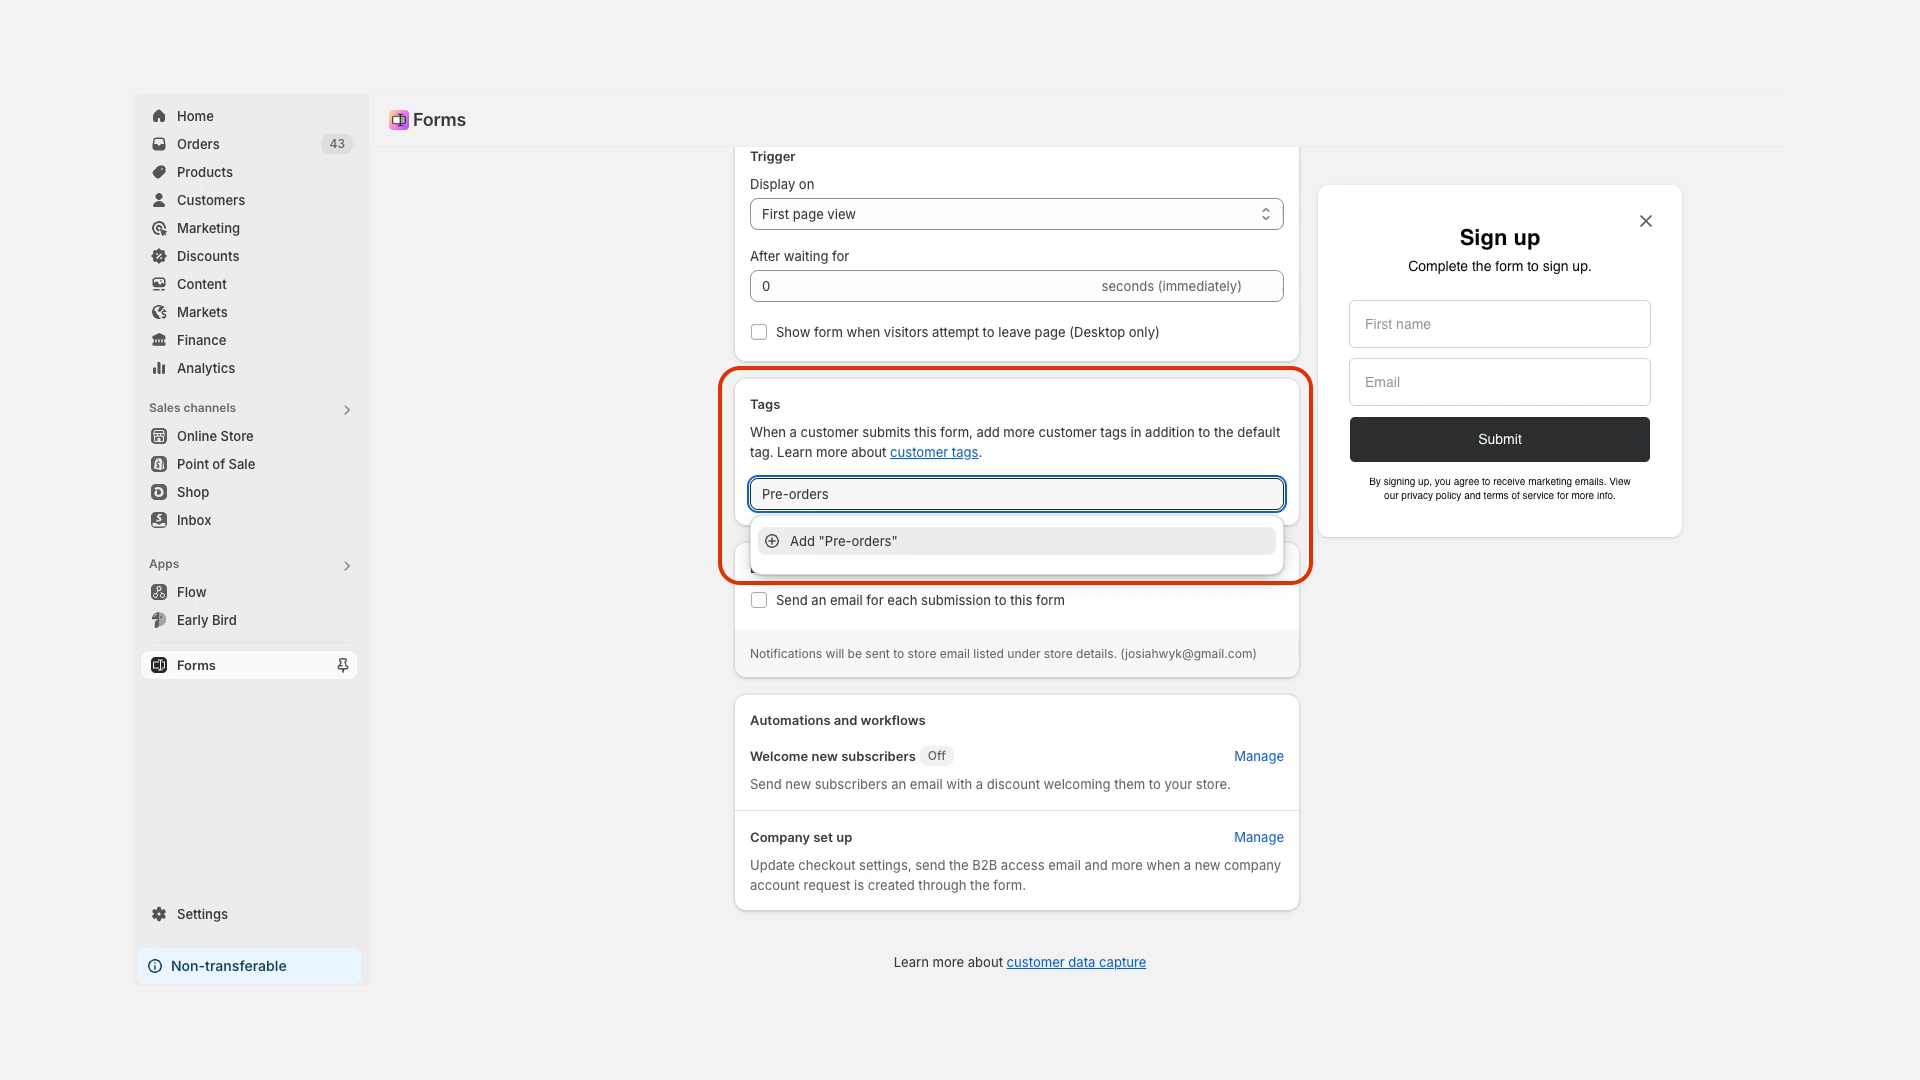 Home
Orders 43
Products
Customers
Marketing
Discounts
Content
Markets
Finance
Analytics
Sales channels
Online Store
Point of Sale
Shop
Inbox
Apps
Flow
Early Bird
Forms
Settings
Non-transferable
Forms
Trigger
Display on
First page view
After waiting for
0 seconds (immediately)
Show form when visitors attempt to leave page (Desktop only)
Tags
When a customer submits this form, add more customer tags in addition to the default
tag. Learn more about customer tags.
Pre-orders
Add "Pre-orders"
Send an email for each submission to this form
Notifications will be sent to store email listed under store details. (josiahwyk@gmail.com)
Automations and workflows
Welcome new subscribers Off Manage
Send new subscribers an email with a discount welcoming them to your store.
Company set up Manage
Update checkout settings, send the B2B access email and more when a new company
account request is created through the form.
Learn more about customer data capture
Sign up
Complete the form to sign up.
First name
Email
Submit
By signing up, you agree to receive marketing emails. View
our privacy policy and terms of service for more info.